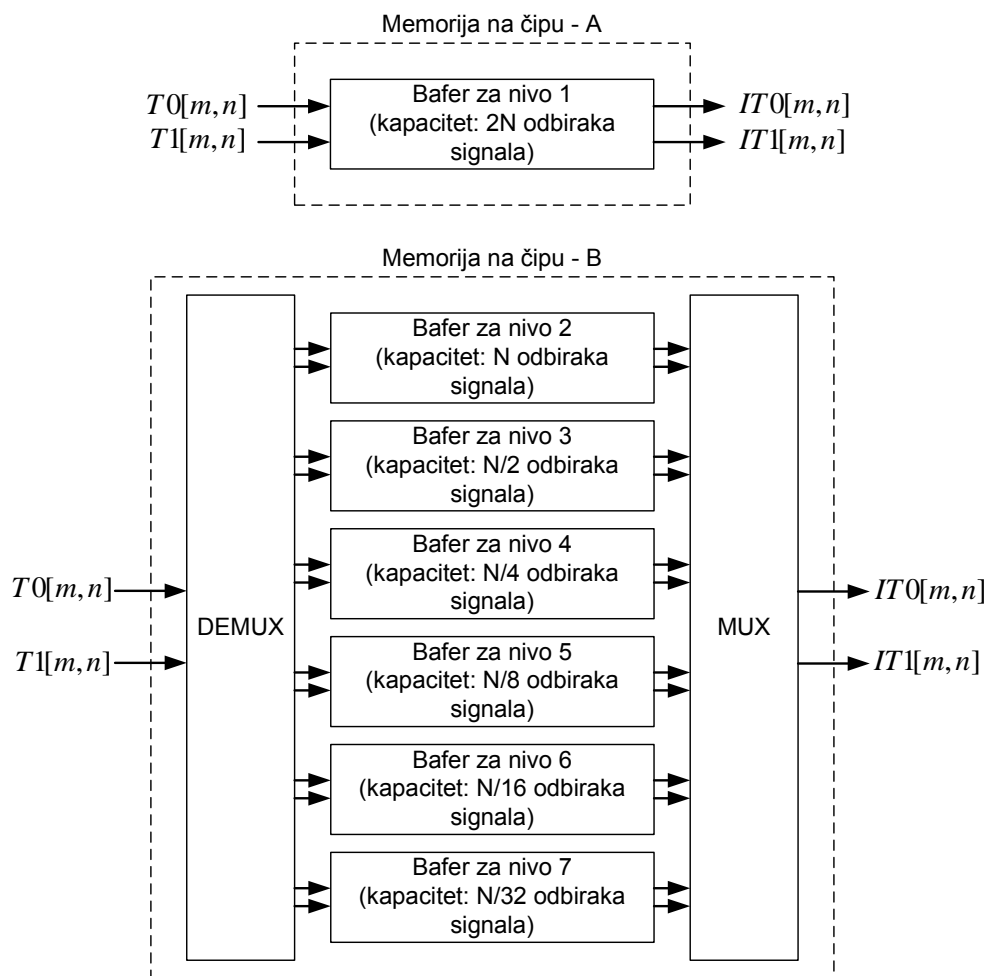 Memorija na čipu - A
T0[m,n]
T1[m,n]
Bafer za nivo 1
(kapacitet: 2N odbiraka
signala)
IT0[m,n]
IT1[m,n]
Memorija na čipu - B
T0[m,n]
T1[m,n]
DEMUX
Bafer za nivo 2
(kapacitet: N odbiraka
signala)
Bafer za nivo 3
(kapacitet: N/2 odbiraka
signala)
Bafer za nivo 4
(kapacitet: N/4 odbiraka
signala)
Bafer za nivo 5
(kapacitet: N/8 odbiraka
signala)
Bafer za nivo 6
(kapacitet: N/16 odbiraka
signala)
Bafer za nivo 7
(kapacitet: N/32 odbiraka
signala)
MUX
IT0[m,n]
IT1[m,n]